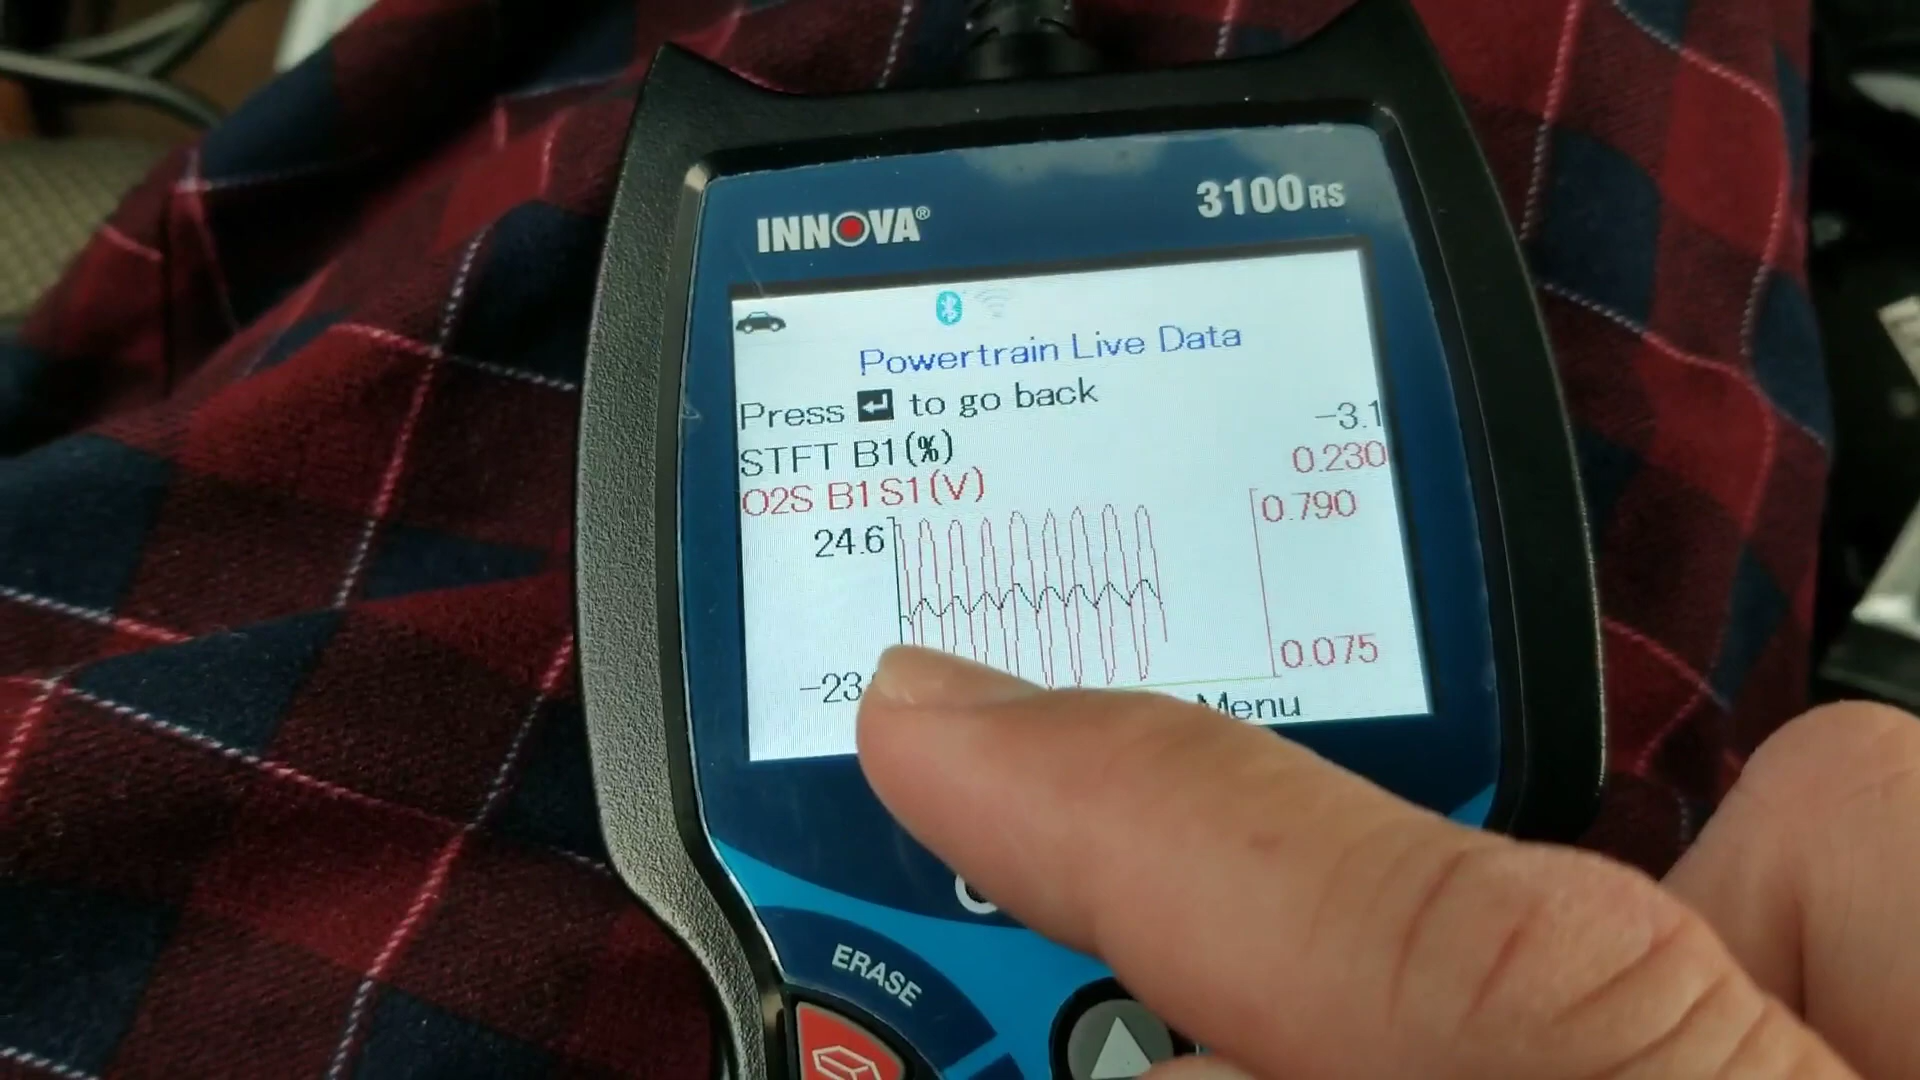 INNOVA®
3100RS
Powertrain Live Data
Press to go back
STFT B1(%) -3.1
O2S B1S1(V) 0.230
24.6 0.790
-23 0.075
Menu
ERASE